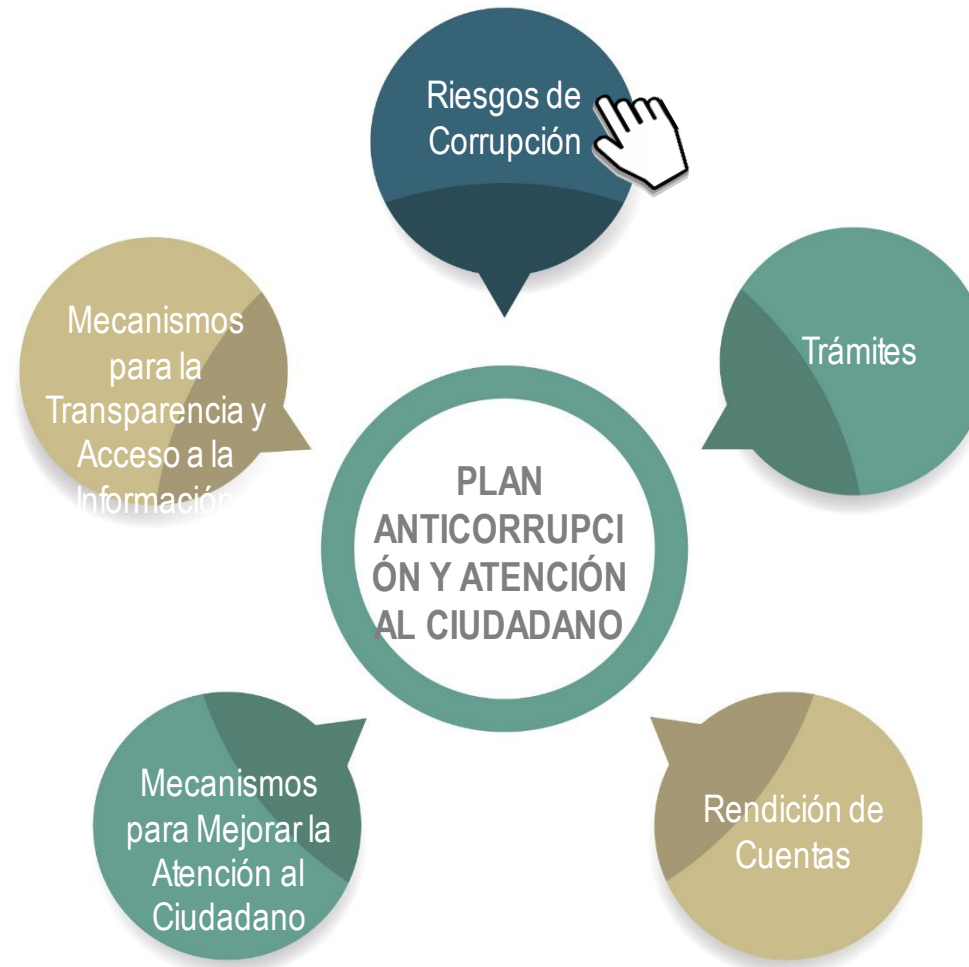 Riesgos de
Corrupción
Trámites
Mecanismos
para la
Transparencia y
Acceso a la
Información
PLAN
ANTICORRUPCI
ÓN Y ATENCIÓN
AL CIUDADANO
Rendición de
Cuentas
Mecanismos
para Mejorar la
Atención al
Ciudadano